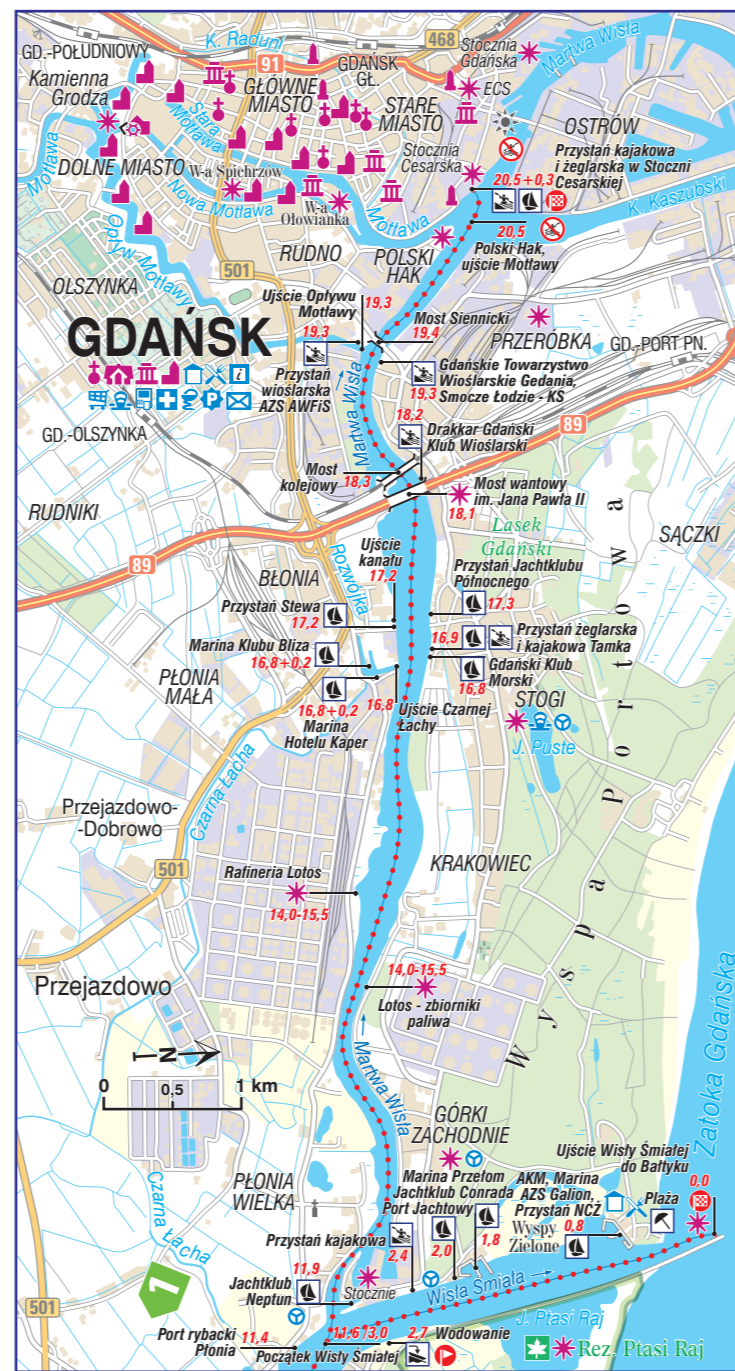 GD.-POŁUDNIOWY
K. Raduni
468
Stocznia
Gdańska
Martwa Wisła
Kamienna
Grodza
91
GDAŃSK
GŁ.
GŁÓWNE
MIASTO
Stara
Motława
STARE
MIASTO
ECS
OSTRÓW
Przystań kajakowa
i żeglarska w Stoczni
Cesarskiej
Motława
DOLNE MIASTO
W-a Spichrzów
Stocznia
Cesarska
20,5+0,3
K. Kaszubski
Nowa Motława
W-a
Ołowianka
Motława
Opływ Motławy
501
RUDNO
POLSKI
HAK
20,5
Polski Hak,
ujście Motławy
OLSZYNKA
Ujście Opływu
Motławy
19,3
19,3
Most Siennicki
19,4
PRZERÓBKA
GD.-PORT PN.
GDAŃSK
Przystań
wioślarska
AZS AWFiS
Martwa Wisła
Gdańskie Towarzystwo
Wioślarskie Gedania,
Smocze Łodzie - KS
19,3
18,2
Drakkar Gdański
Klub Wioślarski
89
GD.-OLSZYNKA
Most
kolejowy
18,3
Most wantowy
im. Jana Pawła II
18,1
RUDNIKI
Lasek
Gdański
SĄCZKI
89
Rozwójka
BŁONIA
Ujście
kanału
17,2
Przystań Jachtklubu
Północnego
17,3
Przystań Stewa
17,2
16,9
Przystań żeglarska
i kajakowa Tamka
Marina Klubu Bliza
16,8+0,2
PŁONIA
MAŁA
16,8+0,2
Marina
Hotelu Kaper
16,8
Ujście Czarnej
Łachy
Gdański Klub
Morski
16,8
STOGI
J. Puste
Wyspa Portowa
Czarna Łacha
Przejazdowo-
-Dobrowo
501
KRAKOWIEC
Rafineria Lotos
14,0-15,5
14,0-15,5
Lotos - zbiorniki
paliwa
Przejazdowo
N
0
0,5
1 km
Martwa Wisła
Zatoka Gdańska
GÓRKI
ZACHODNIE
Ujście Wisły Śmiałej
do Bałtyku
0,0
PŁONIA
WIELKA
Marina Przełom
Jachtklub Conrada
Port Jachtowy
AKM, Marina
AZS Galion,
Przystań NCŻ
Plaża
Czarna
Łacha
Przystań kajakowa
2,4
2,0
1,8
Wyspy
Zielone
0,8
1
Jachtklub
Neptun
11,9
Stocznie
Wisła Śmiała
501
Port rybacki
Płonia
11,4
11,6/3,0
Początek Wisły Śmiałej
2,7
Wodowanie
J. Ptasi Raj
Rez. Ptasi Raj